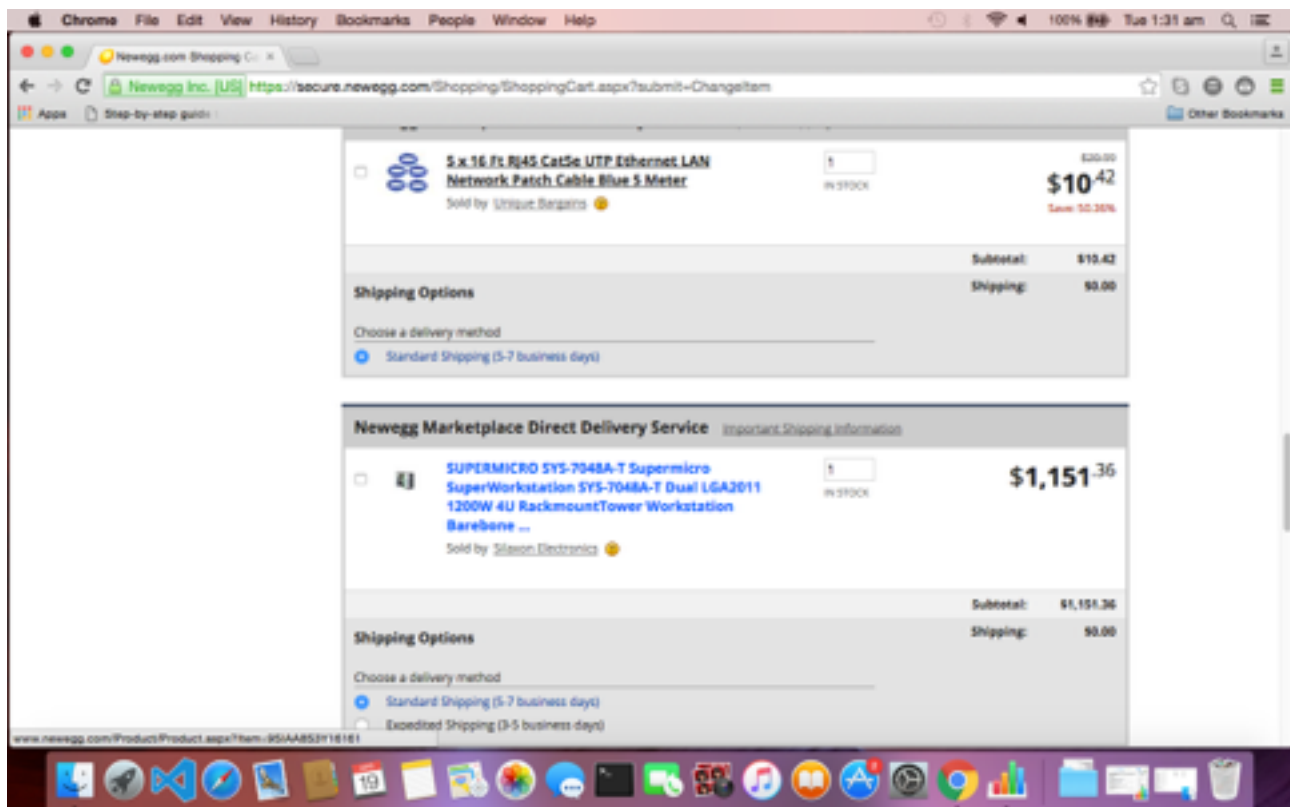 Chrome File Edit View History Bookmarks People Window Help 100% Tue 1:31 am
Newegg.com Shopping Ca
Newegg Inc. [US] https://secure.newegg.com/Shopping/ShoppingCart.aspx?submit=ChangeItem
Apps Step-by-step guide Other Bookmarks
5 x 16 Ft RJ45 Cat5e UTP Ethernet LAN 1 $20.99
Network Patch Cable Blue 5 Meter IN STOCK $10.42
Sold by Unique Bargains Save: 50.36%
Subtotal: $10.42
Shipping Options Shipping: $0.00
Choose a delivery method
Standard Shipping (5-7 business days)
Newegg Marketplace Direct Delivery Service Important Shipping Information
SUPERMICRO SYS-7048A-T Supermicro 1 $1,151.36
SuperWorkstation SYS-7048A-T Dual LGA2011 IN STOCK
1200W 4U RackmountTower Workstation
Barebone ...
Sold by Silaxon Electronics
Subtotal: $1,151.36
Shipping Options Shipping: $0.00
Choose a delivery method
Standard Shipping (5-7 business days)
Expedited Shipping (3-5 business days)
19